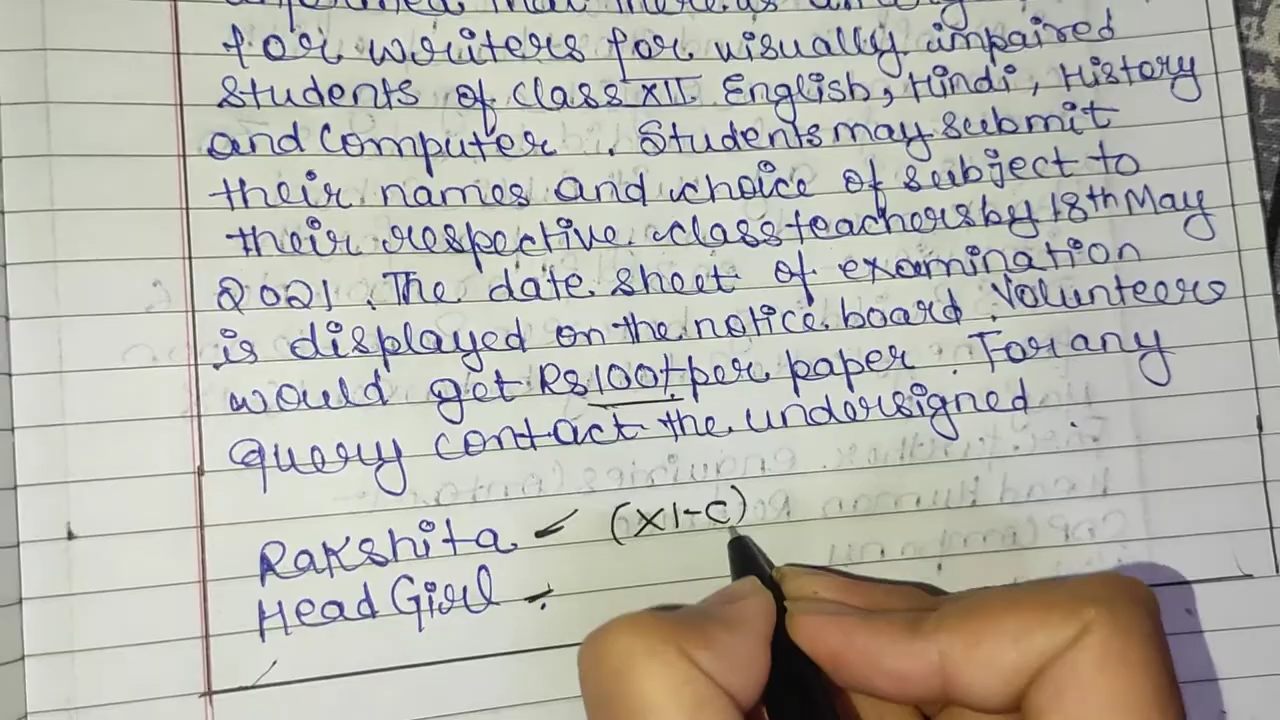 for writers for visually impaired
students of class XII English, Hindi, History
and computer . Students may submit
their names and choice of subject to
their respective class teachers by 18th May
2021 . The date sheet of examination
is displayed on the notice board . Volunteers
would get Rs100/- per paper . For any
query contact the undersigned .
Rakshita (XI-C)
Head Girl